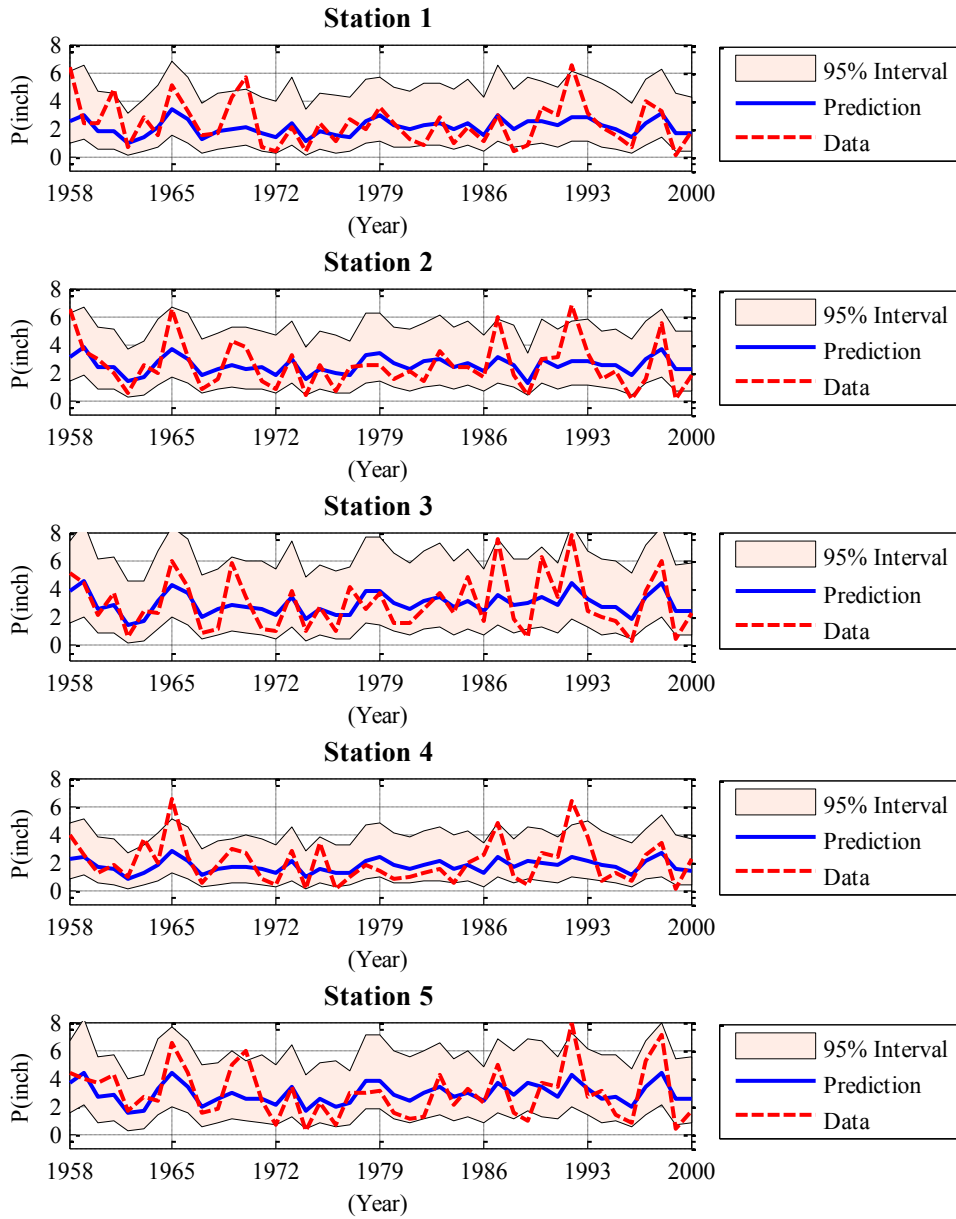 Station 1
P(inch)
8
6
4
2
0
1958 1965 1972 1979 1986 1993 2000
(Year)
95% Interval
Prediction
Data
Station 2
P(inch)
8
6
4
2
0
1958 1965 1972 1979 1986 1993 2000
(Year)
95% Interval
Prediction
Data
Station 3
P(inch)
8
6
4
2
0
1958 1965 1972 1979 1986 1993 2000
(Year)
95% Interval
Prediction
Data
Station 4
P(inch)
8
6
4
2
0
1958 1965 1972 1979 1986 1993 2000
(Year)
95% Interval
Prediction
Data
Station 5
P(inch)
8
6
4
2
0
1958 1965 1972 1979 1986 1993 2000
(Year)
95% Interval
Prediction
Data